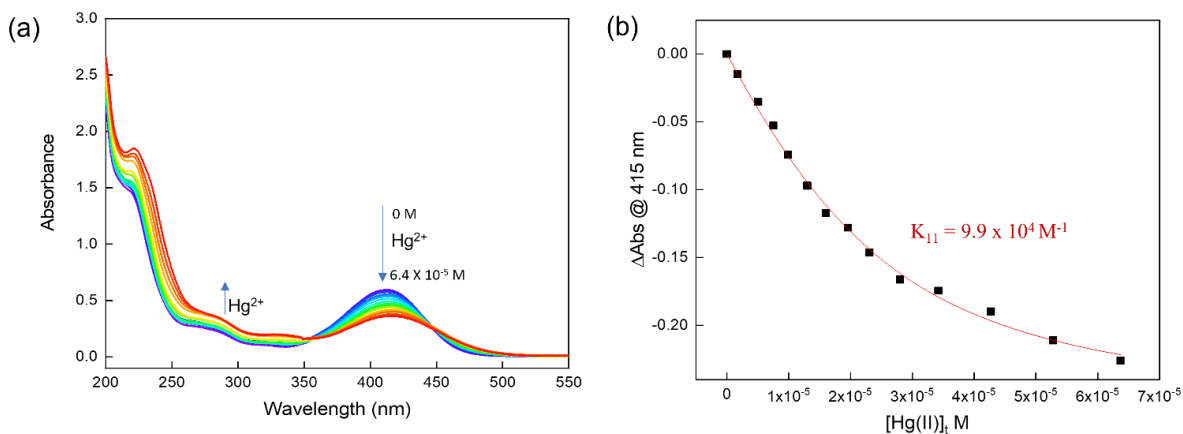 (a)
3.0
2.5
2.0
1.5
1.0
0.5
0.0
Absorbance
200 250 300 350 400 450 500 550
Wavelength (nm)
0 M
Hg²⁺
6.4 X 10⁻⁵ M
Hg²⁺
(b)
0.00
-0.05
-0.10
-0.15
-0.20
ΔAbs @ 415 nm
K₁₁ = 9.9 x 10⁴ M⁻¹
0 1x10⁻⁵ 2x10⁻⁵ 3x10⁻⁵ 4x10⁻⁵ 5x10⁻⁵ 6x10⁻⁵ 7x10⁻⁵
[Hg(II)]ₜ M